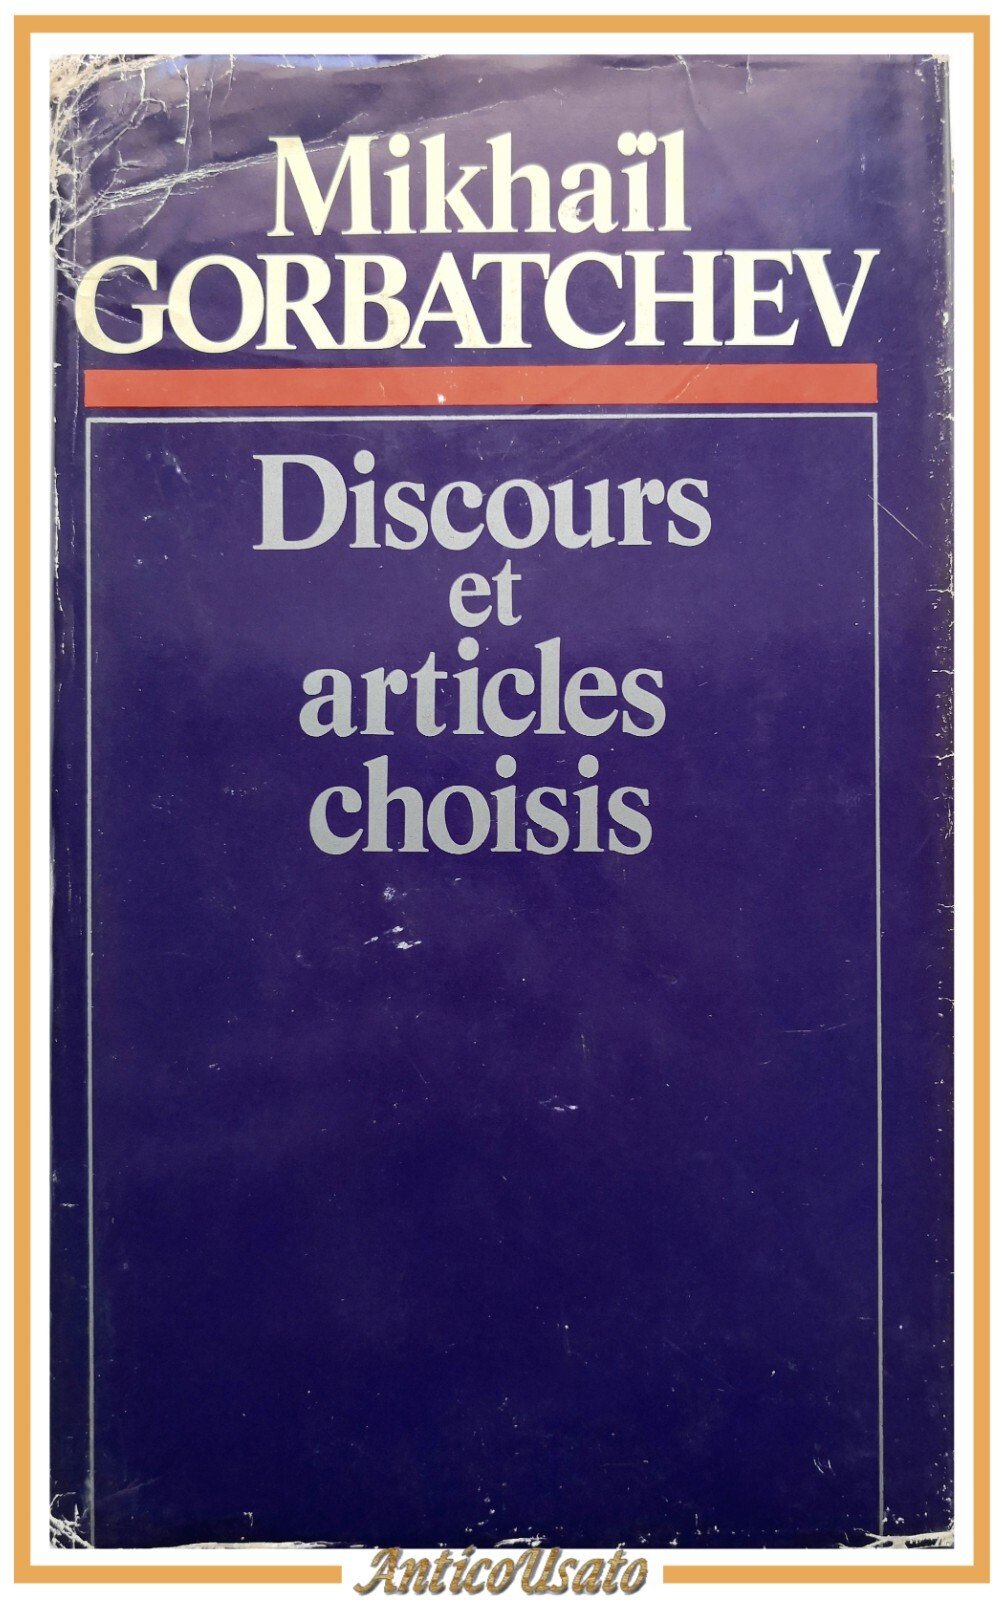 Mikhaïl
GORBATCHEV
Discours
et
articles
choisis
AnticoUsato